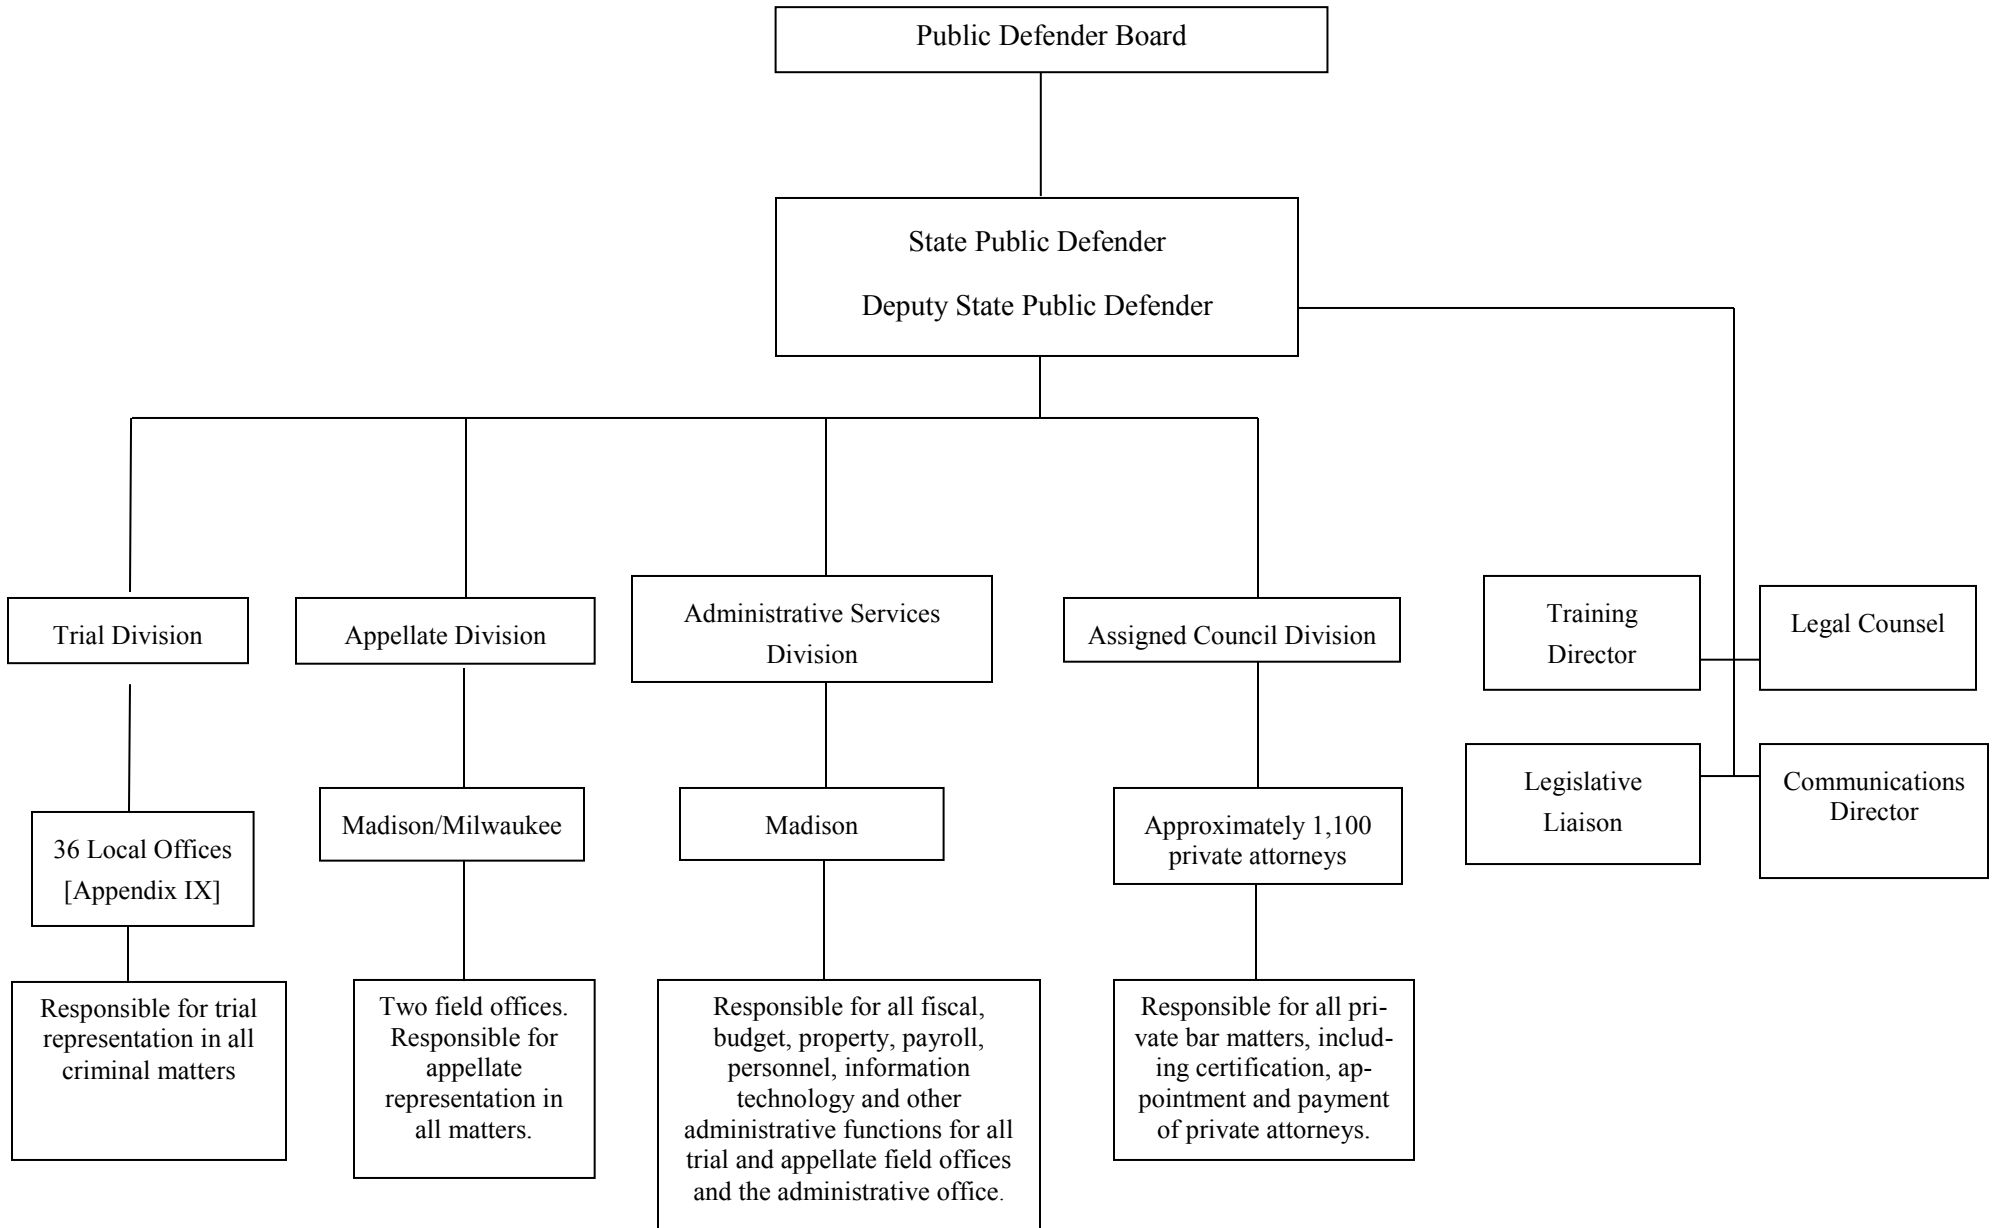 Public Defender Board
State Public Defender
Deputy State Public Defender
Trial Division
Appellate Division
Administrative Services
Division
Assigned Council Division
Training
Director
Legal Counsel
36 Local Offices
[Appendix IX]
Madison/Milwaukee
Madison
Approximately 1,100
private attorneys
Legislative
Liaison
Communications
Director
Responsible for trial
representation in all
criminal matters
Two field offices.
Responsible for
appellate
representation in
all matters.
Responsible for all fiscal,
budget, property, payroll,
personnel, information
technology and other
administrative functions for all
trial and appellate field offices
and the administrative office.
Responsible for all pri-
vate bar matters, includ-
ing certification, ap-
pointment and payment
of private attorneys.